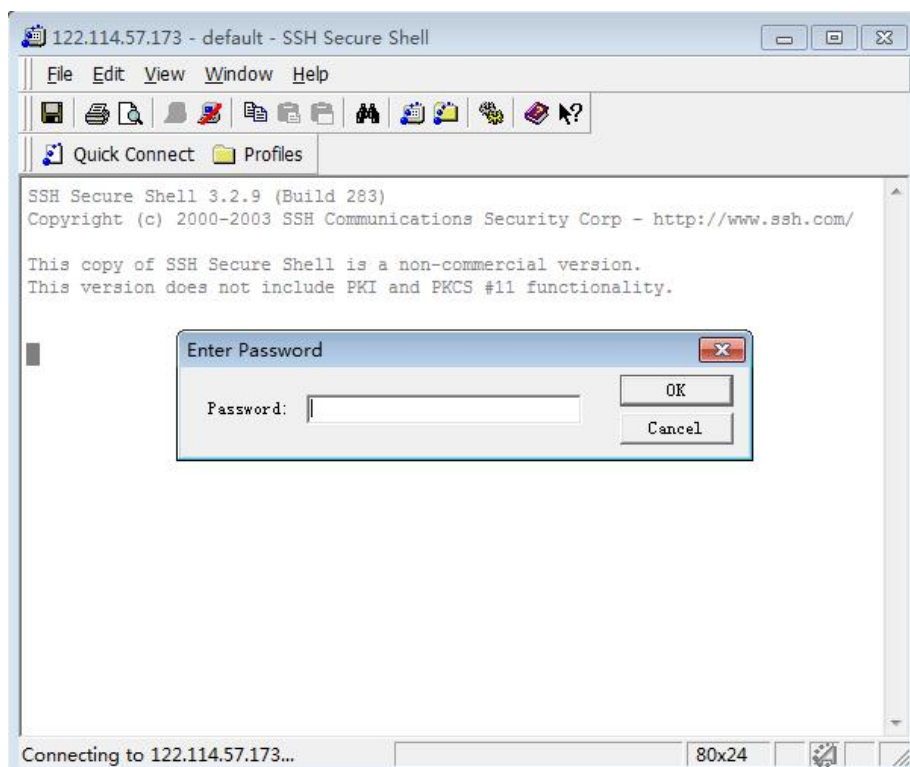 122.114.57.173 - default - SSH Secure Shell
File Edit View Window Help
Quick Connect Profiles
SSH Secure Shell 3.2.9 (Build 283)
Copyright (c) 2000-2003 SSH Communications Security Corp - http://www.ssh.com/
This copy of SSH Secure Shell is a non-commercial version.
This version does not include PKI and PKCS #11 functionality.
Enter Password
OK
Password:
Cancel
Connecting to 122.114.57.173... 80x24